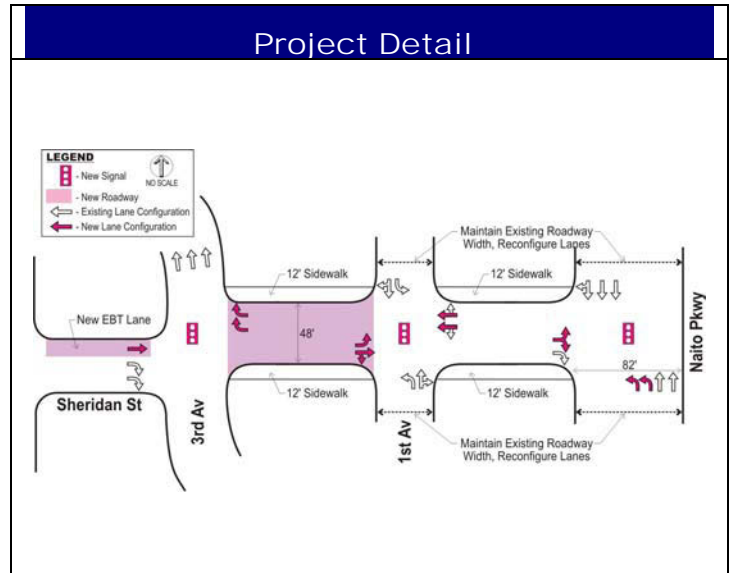 Project Detail
LEGEND
- New Signal
NO SCALE
- New Roadway
- Existing Lane Configuration
- New Lane Configuration
Maintain Existing Roadway
Width, Reconfigure Lanes
12' Sidewalk
12' Sidewalk
New EBT Lane
48'
Naito Pkwy
82'
Sheridan St
12' Sidewalk
12' Sidewalk
3rd Av
1st Av
Maintain Existing Roadway
Width, Reconfigure Lanes